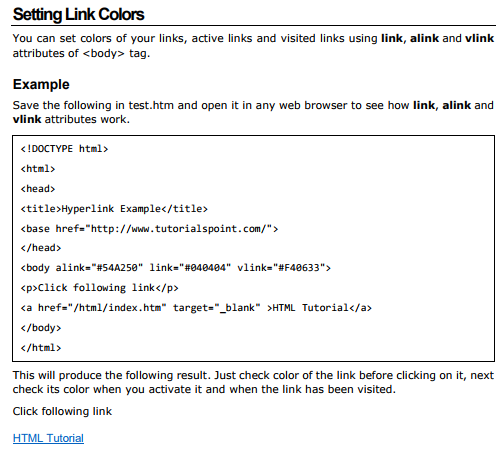 Setting Link Colors
You can set colors of your links, active links and visited links using link, alink and vlink
attributes of <body> tag.
Example
Save the following in test.htm and open it in any web browser to see how link, alink and
vlink attributes work.
<!DOCTYPE html>
<html>
<head>
<title>Hyperlink Example</title>
<base href="http://www.tutorialspoint.com/">
</head>
<body alink="#54A250" link="#040404" vlink="#F40633">
<p>Click following link</p>
<a href="/html/index.htm" target="_blank" >HTML Tutorial</a>
</body>
</html>
This will produce the following result. Just check color of the link before clicking on it, next
check its color when you activate it and when the link has been visited.
Click following link
HTML Tutorial